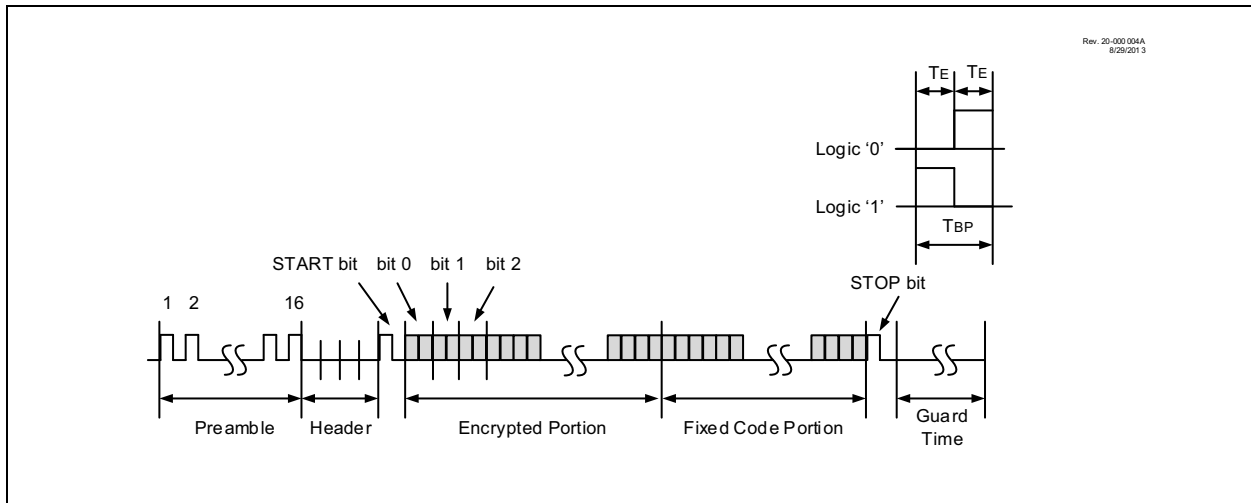 Rev. 20-000 004A
8/29/201 3
TE TE
Logic ‘0’
Logic ‘1’
TBP
START bit bit 0 bit 1 bit 2
STOP bit
1 2 16
Preamble Header Encrypted Portion Fixed Code Portion Guard
Time